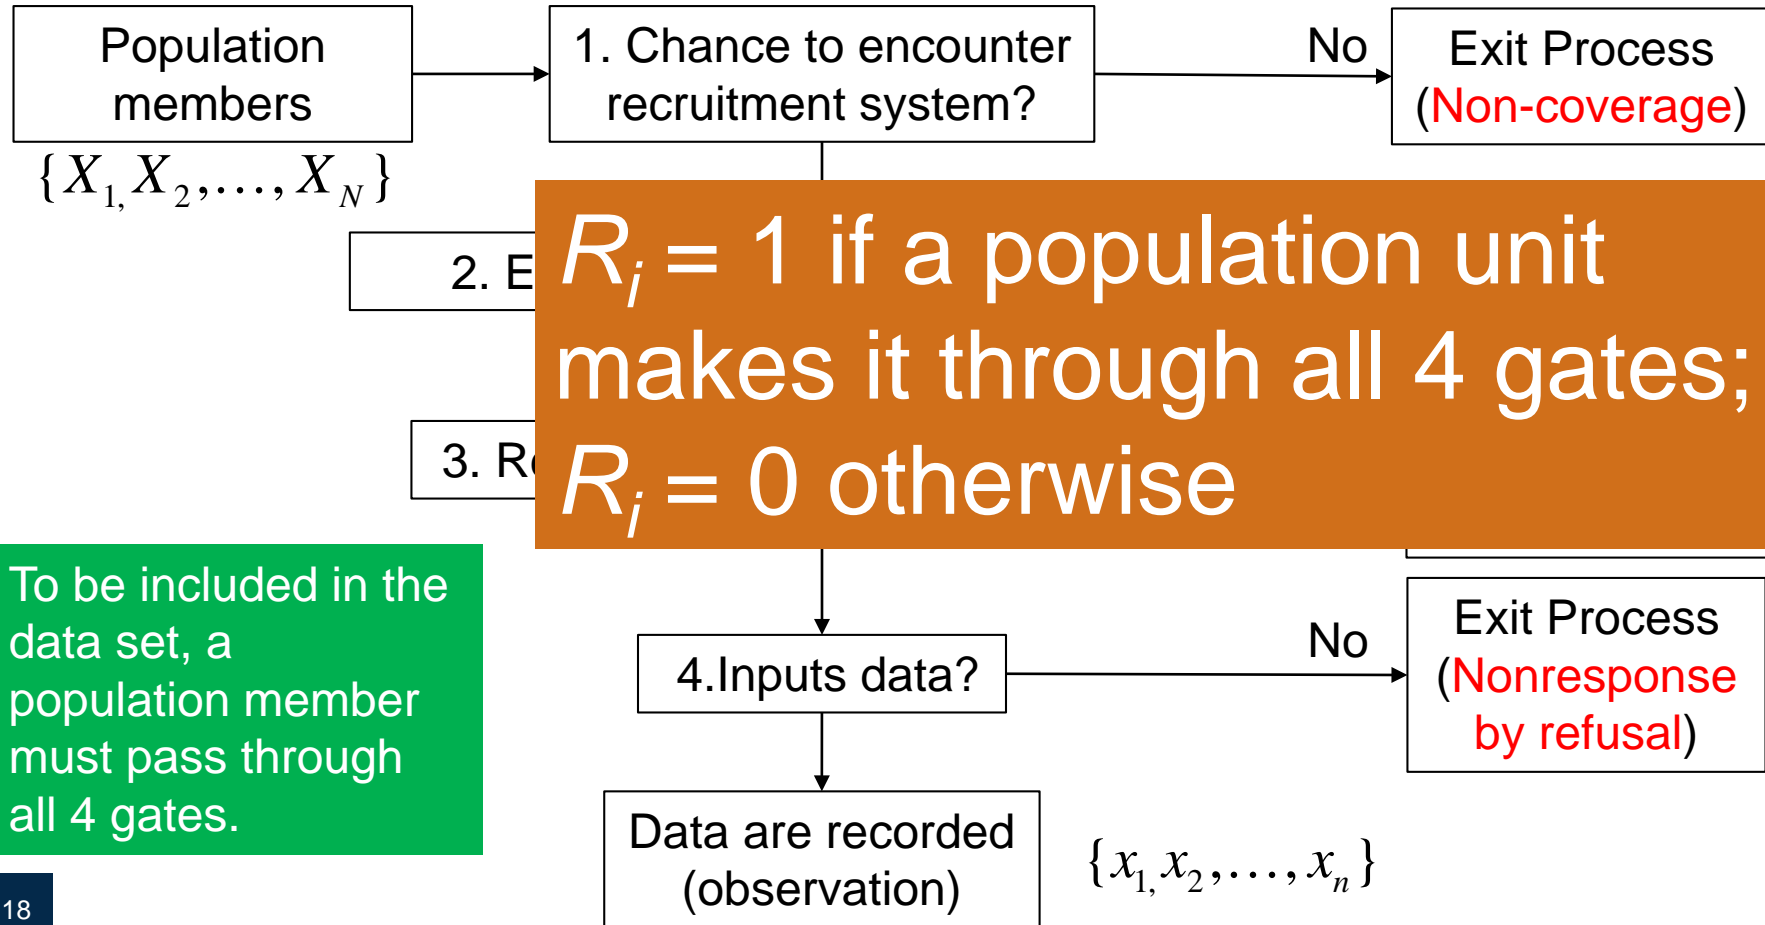 Population
members
{X1, X2,..., XN}
1. Chance to encounter
recruitment system?
No
Exit Process
(Non-coverage)
2. E
3. R
Ri = 1 if a population unit
makes it through all 4 gates;
Ri = 0 otherwise
To be included in the
data set, a
population member
must pass through
all 4 gates.
4.Inputs data?
No
Exit Process
(Nonresponse
by refusal)
Data are recorded
(observation)
{x1, x2,..., xn}
18